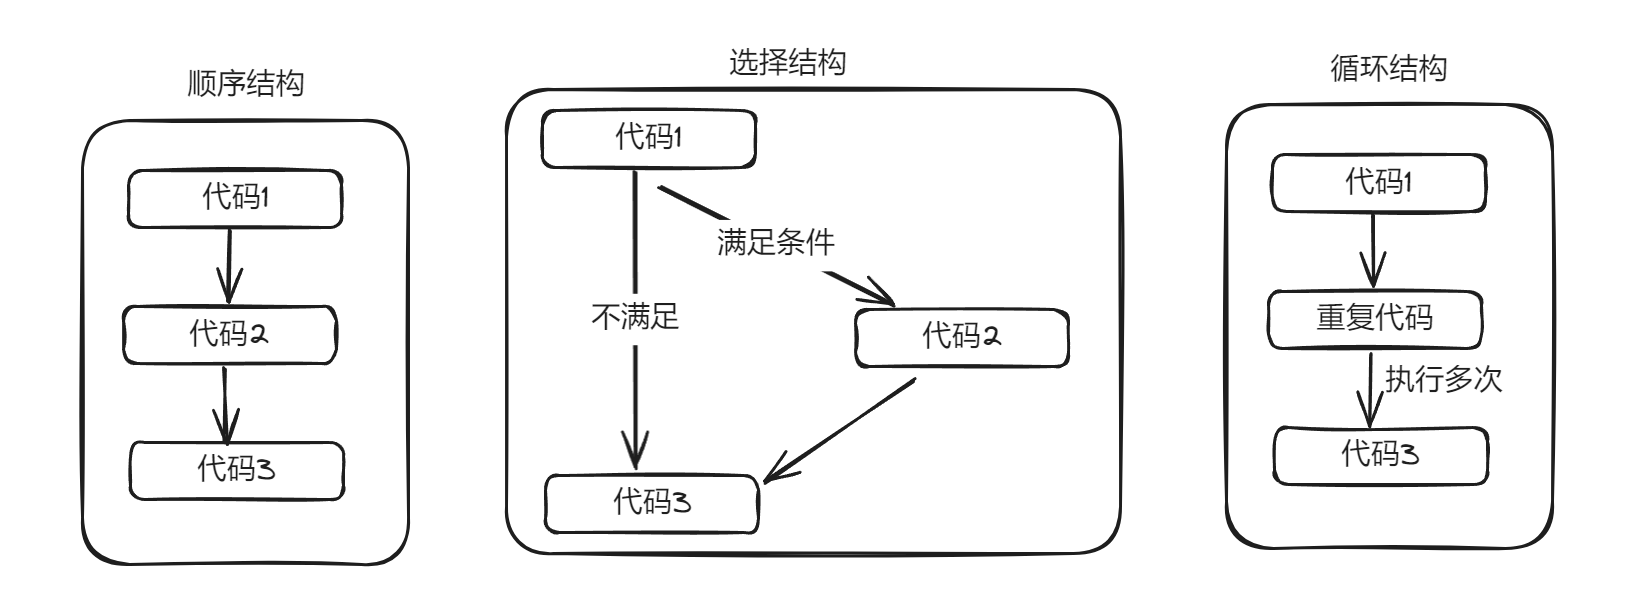 顺序结构
代码1
代码2
代码3
选择结构
代码1
满足条件
不满足
代码2
代码3
循环结构
代码1
重复代码
执行多次
代码3